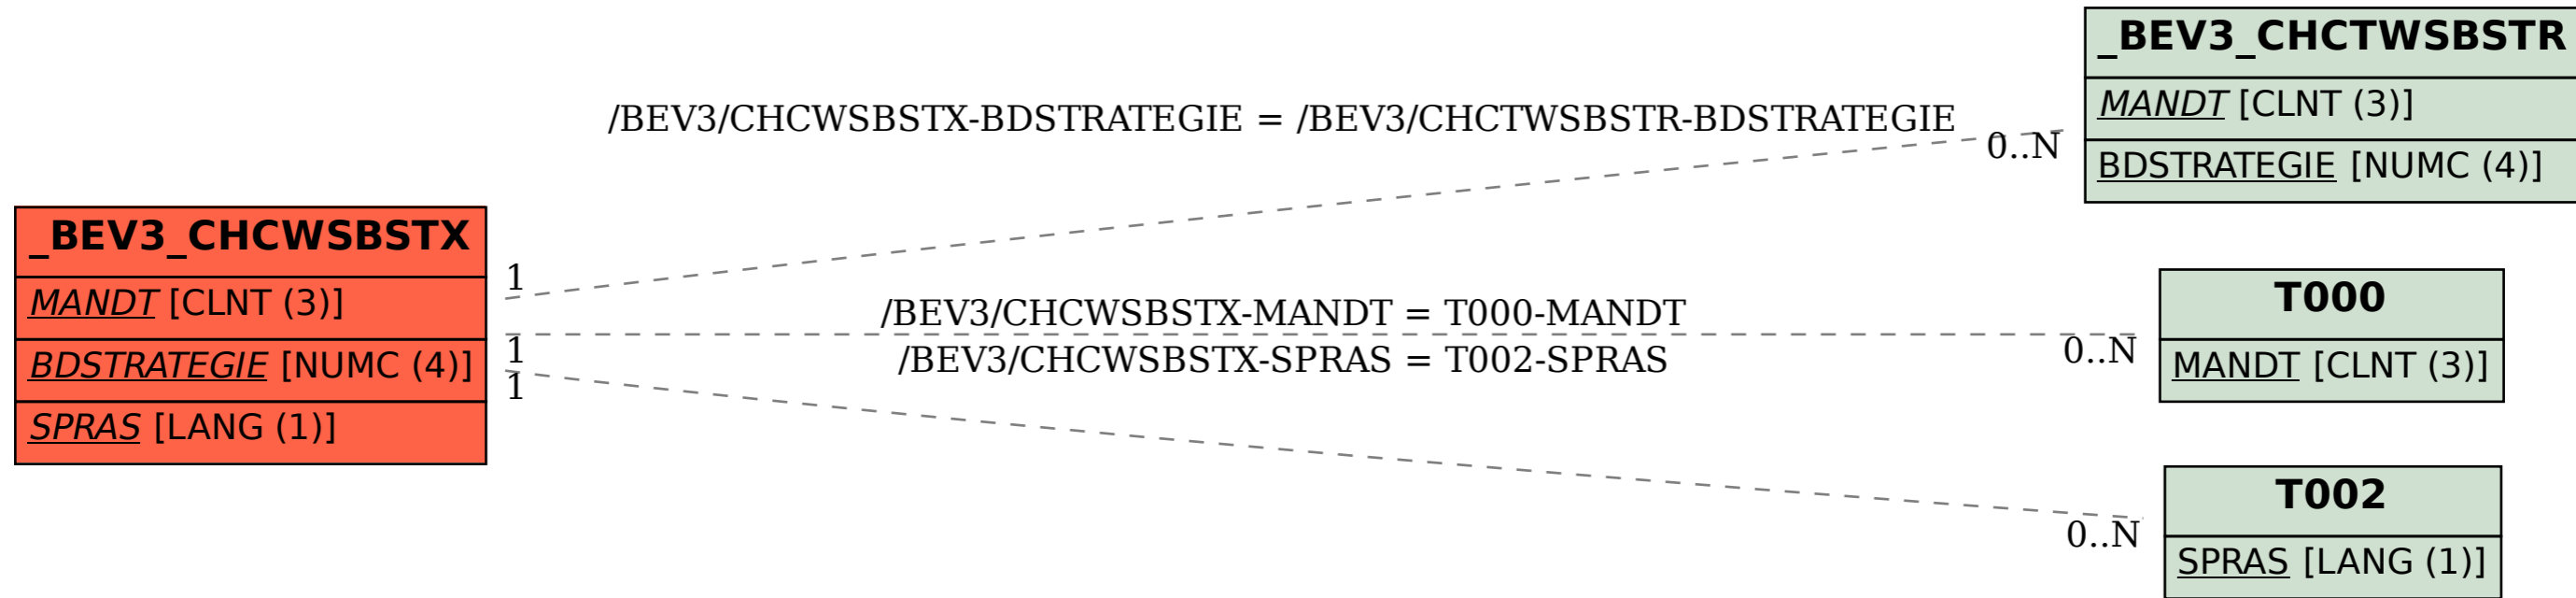 _BEV3_CHCTWSBSTR
MANDT [CLNT (3)]
BDSTRATEGIE [NUMC (4)]
/BEV3/CHCWSBSTX-BDSTRATEGIE = /BEV3/CHCTWSBSTR-BDSTRATEGIE
0..N
1
_BEV3_CHCWSBSTX
MANDT [CLNT (3)]
BDSTRATEGIE [NUMC (4)]
SPRAS [LANG (1)]
/BEV3/CHCWSBSTX-MANDT = T000-MANDT
1
0..N
/BEV3/CHCWSBSTX-SPRAS = T002-SPRAS
1
0..N
T000
MANDT [CLNT (3)]
T002
SPRAS [LANG (1)]